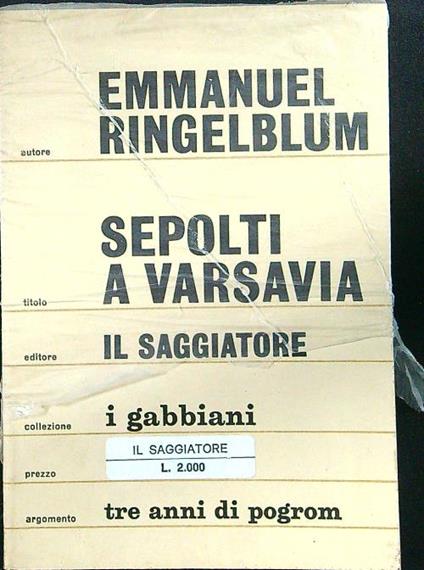 EMMANUEL
autore RINGELBLUM
SEPOLTI
titolo A VARSAVIA
editore IL SAGGIATORE
collezione i gabbiani
IL SAGGIATORE
prezzo L. 2.000
argomento tre anni di pogrom